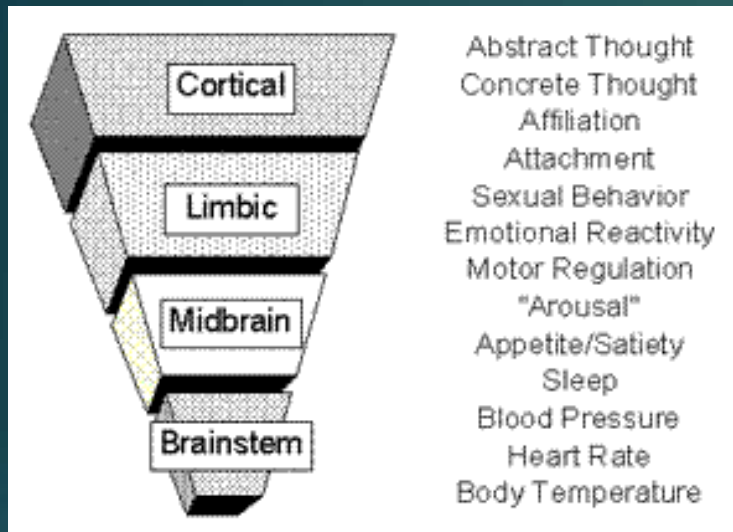 Cortical
Limbic
Midbrain
Brainstem
Abstract Thought
Concrete Thought
Affiliation
Attachment
Sexual Behavior
Emotional Reactivity
Motor Regulation
"Arousal"
Appetite/Satiety
Sleep
Blood Pressure
Heart Rate
Body Temperature